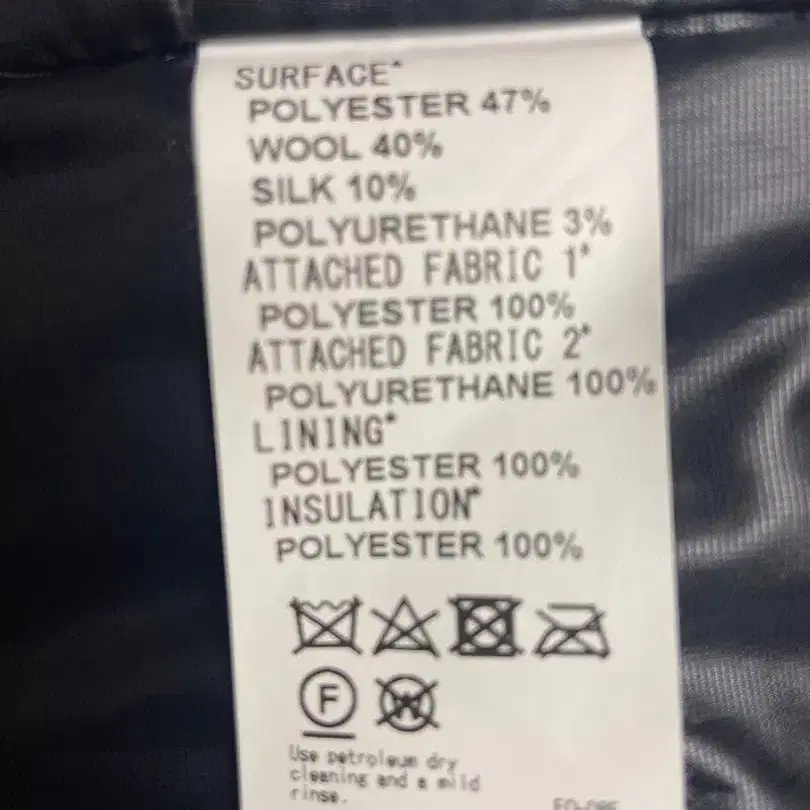 SURFACE*
POLYESTER 47%
WOOL 40%
SILK 10%
POLYURETHANE 3%
ATTACHED FABRIC 1*
POLYESTER 100%
ATTACHED FABRIC 2*
POLYURETHANE 100%
LINING*
POLYESTER 100%
INSULATION*
POLYESTER 100%
F W
Use petroleum dry
cleaning and a mild
rinse.